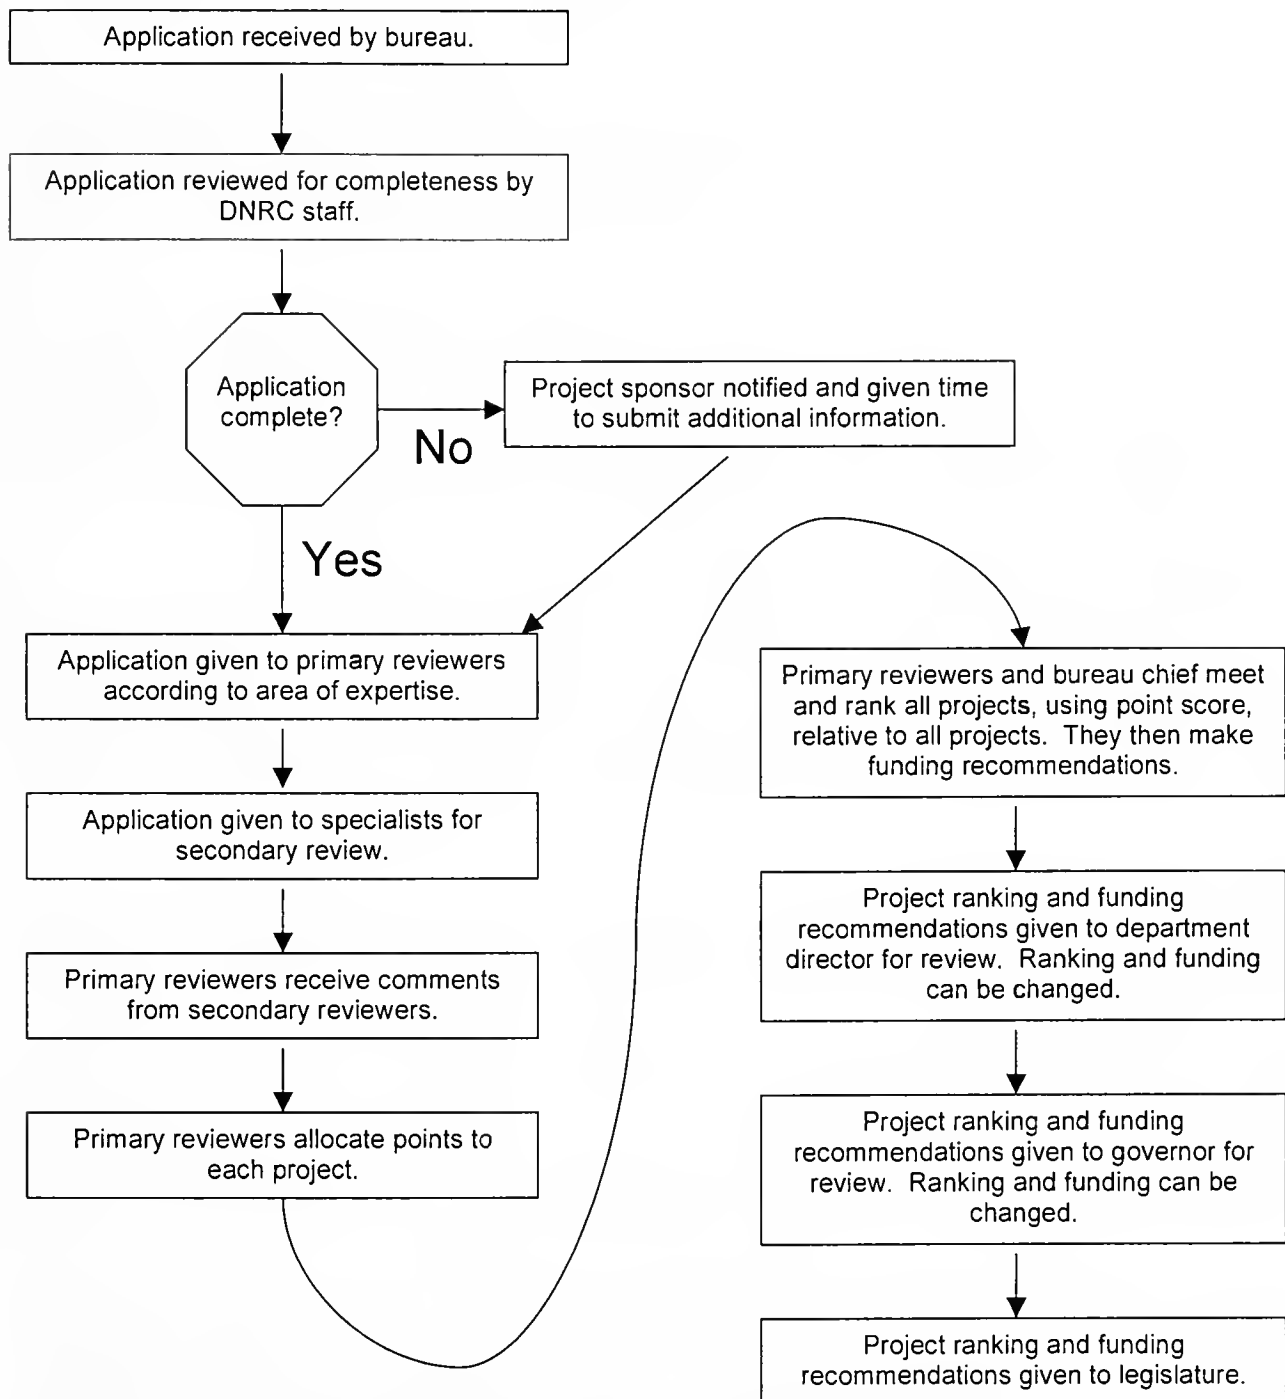 Application received by bureau.
Application reviewed for completeness by
DNRC staff.
Application
complete?
No
Project sponsor notified and given time
to submit additional information.
Yes
Application given to primary reviewers
according to area of expertise.
Application given to specialists for
secondary review.
Primary reviewers receive comments
from secondary reviewers.
Primary reviewers allocate points to
each project.
Primary reviewers and bureau chief meet
and rank all projects, using point score,
relative to all projects. They then make
funding recommendations.
Project ranking and funding
recommendations given to department
director for review. Ranking and funding
can be changed.
Project ranking and funding
recommendations given to governor for
review. Ranking and funding can be
changed.
Project ranking and funding
recommendations given to legislature.